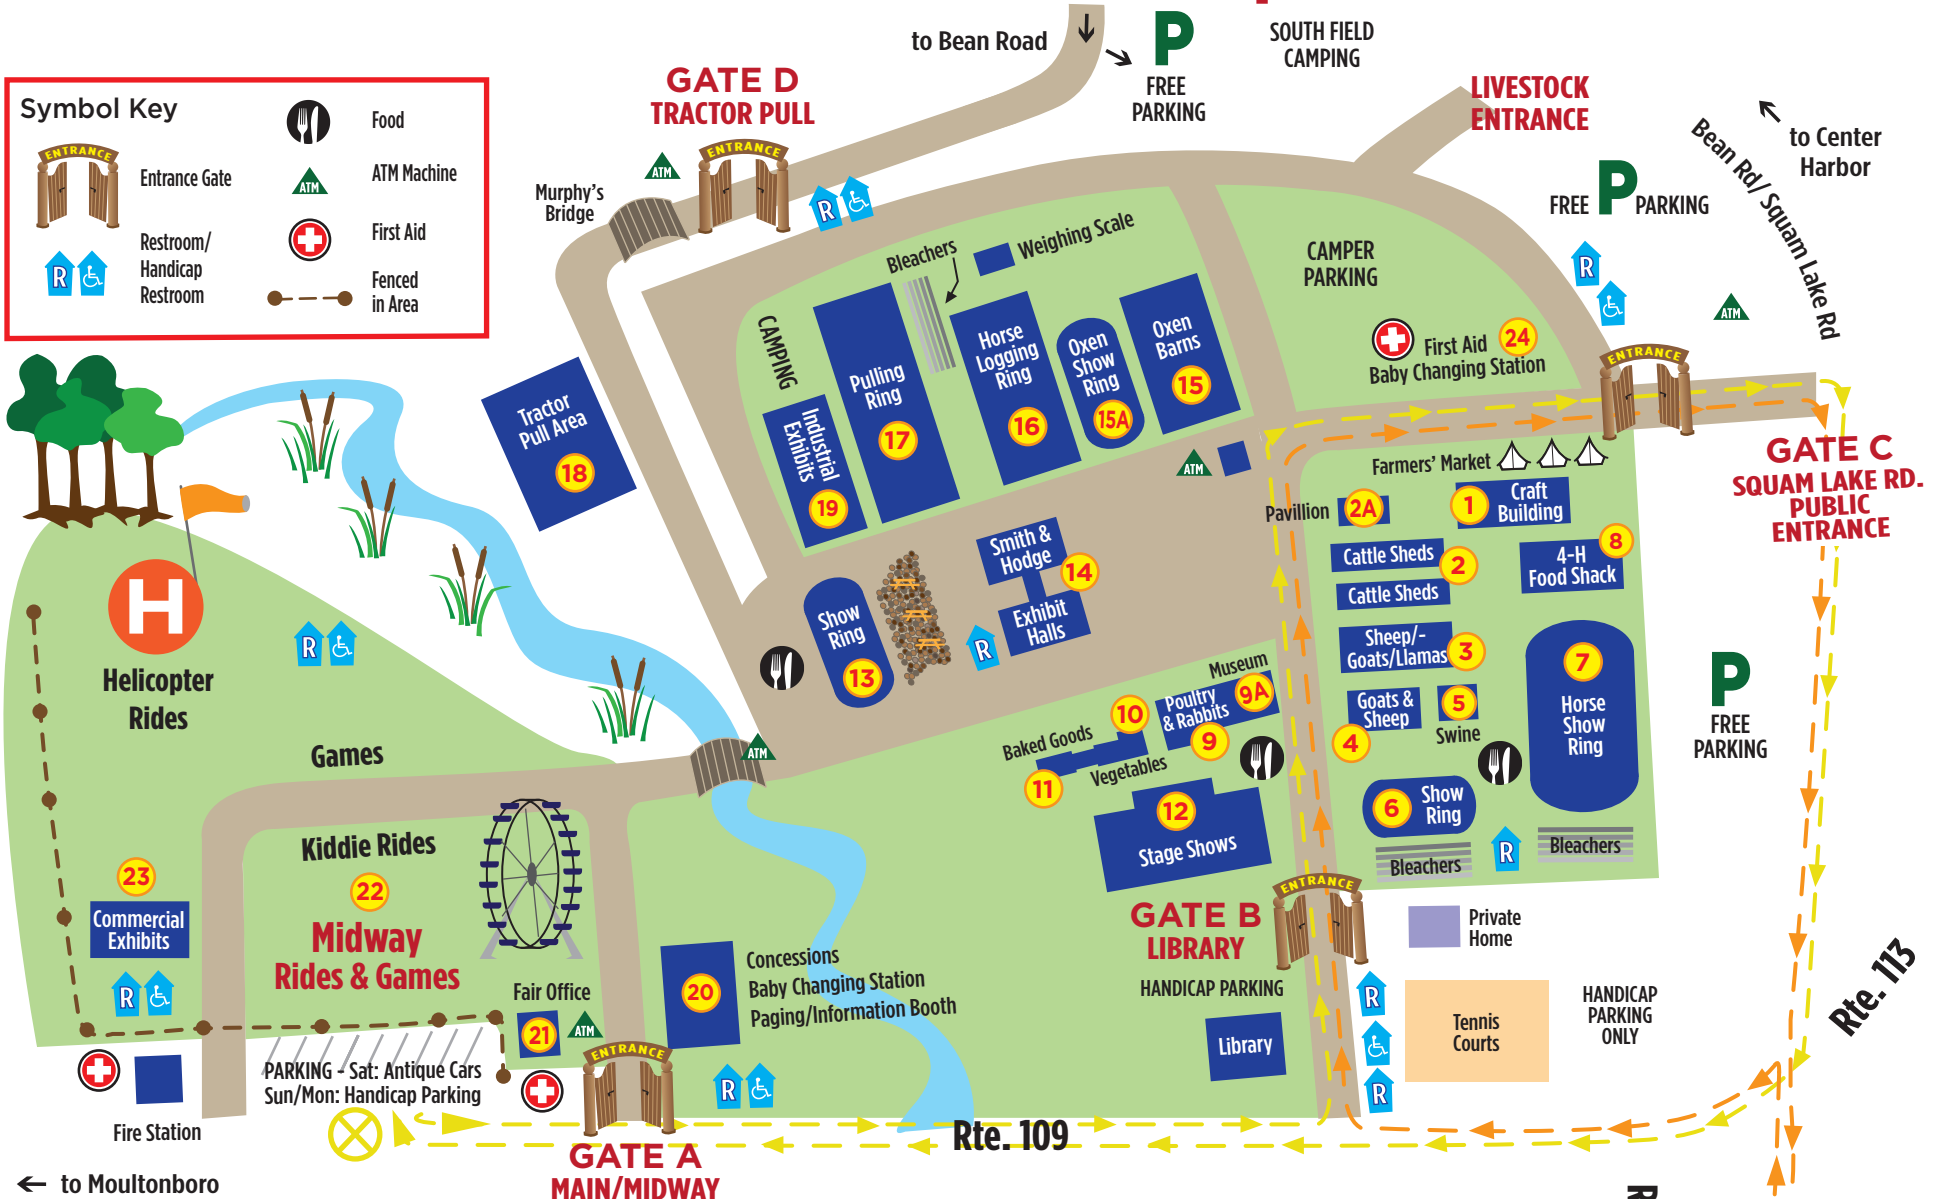 to Bean Road
P
FREE
PARKING
SOUTH FIELD
CAMPING
Symbol Key
ENTRANCE
Entrance Gate
R
Restroom/
Handicap
Restroom
Food
ATM
ATM Machine
First Aid
Fenced
in Area
GATE D
TRACTOR PULL
ATM
ENTRANCE
Murphy's
Bridge
R
LIVESTOCK
ENTRANCE
to Center
Harbor
Bean Rd/ Squam Lake Rd
FREE P PARKING
R
ATM
CAMPER
PARKING
First Aid 24
Baby Changing Station
ENTRANCE
GATE C
SQUAM LAKE RD.
PUBLIC
ENTRANCE
Bleachers
Weighing Scale
CAMPING
Industrial
Exhibits
19
Pulling
Ring
17
Horse
Logging
Ring
16
Oxen
Show
Ring
15A
Oxen
Barns
15
Tractor
Pull Area
18
ATM
Farmers' Market
Pavillion 2A
1 Craft
Building
Cattle Sheds 2
Cattle Sheds
8
4-H
Food Shack
Sheep/-
Goats/Llamas 3
Goats &
Sheep
4
5
Swine
7
Horse
Show
Ring
6 Show
Ring
Bleachers
R
Bleachers
P
FREE
PARKING
Smith &
Hodge
14
Exhibit
Halls
R
Show
Ring
13
Museum
9A
Poultry
& Rabbits
9
10
Baked Goods
11
Vegetables
12
Stage Shows
H
Helicopter
Rides
R
Games
ATM
Kiddie Rides
22
Midway
Rides & Games
23
Commercial
Exhibits
R
Fair Office
21
ATM
20
Concessions
Baby Changing Station
Paging/Information Booth
ENTRANCE
GATE B
LIBRARY
HANDICAP PARKING
Library
Private
Home
R
R
Tennis
Courts
HANDICAP
PARKING
ONLY
Rte. 113
PARKING - Sat: Antique Cars
Sun/Mon: Handicap Parking
ENTRANCE
R
Fire Station
GATE A
MAIN/MIDWAY
Rte. 109
to Moultonboro
R